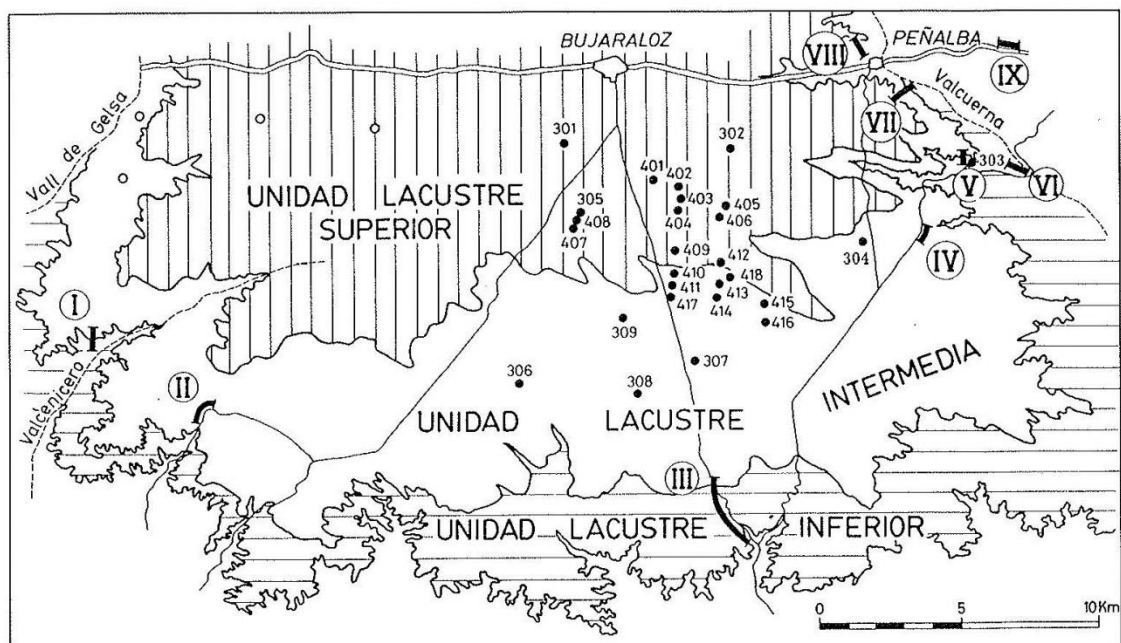 BUJARALOZ
PEÑALBA
VIII
IX
Vall de Gelsa
Valcuerna
VII
301
302
303
401
402
403
404
405
406
V
VI
UNIDAD LACUSTRE
SUPERIOR
305
408
407
409
412
304
IV
410
418
411
413
417
414
415
416
I
309
Valcenicero
307
INTERMEDIA
306
308
II
UNIDAD LACUSTRE
III
UNIDAD LACUSTRE INFERIOR
0 5 10 Km